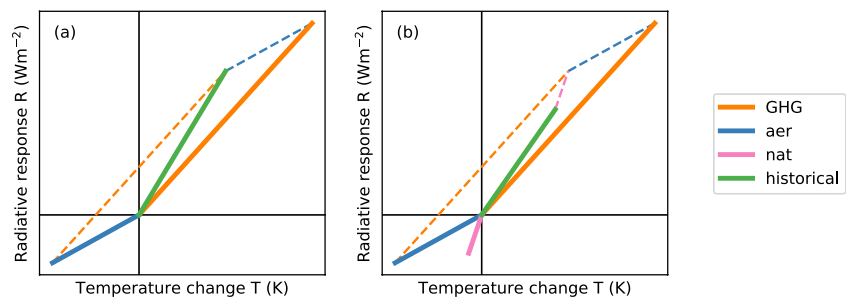 (a)
Radiative response R (Wm⁻²)
Temperature change T (K)
(b)
Radiative response R (Wm⁻²)
Temperature change T (K)
GHG
aer
nat
historical